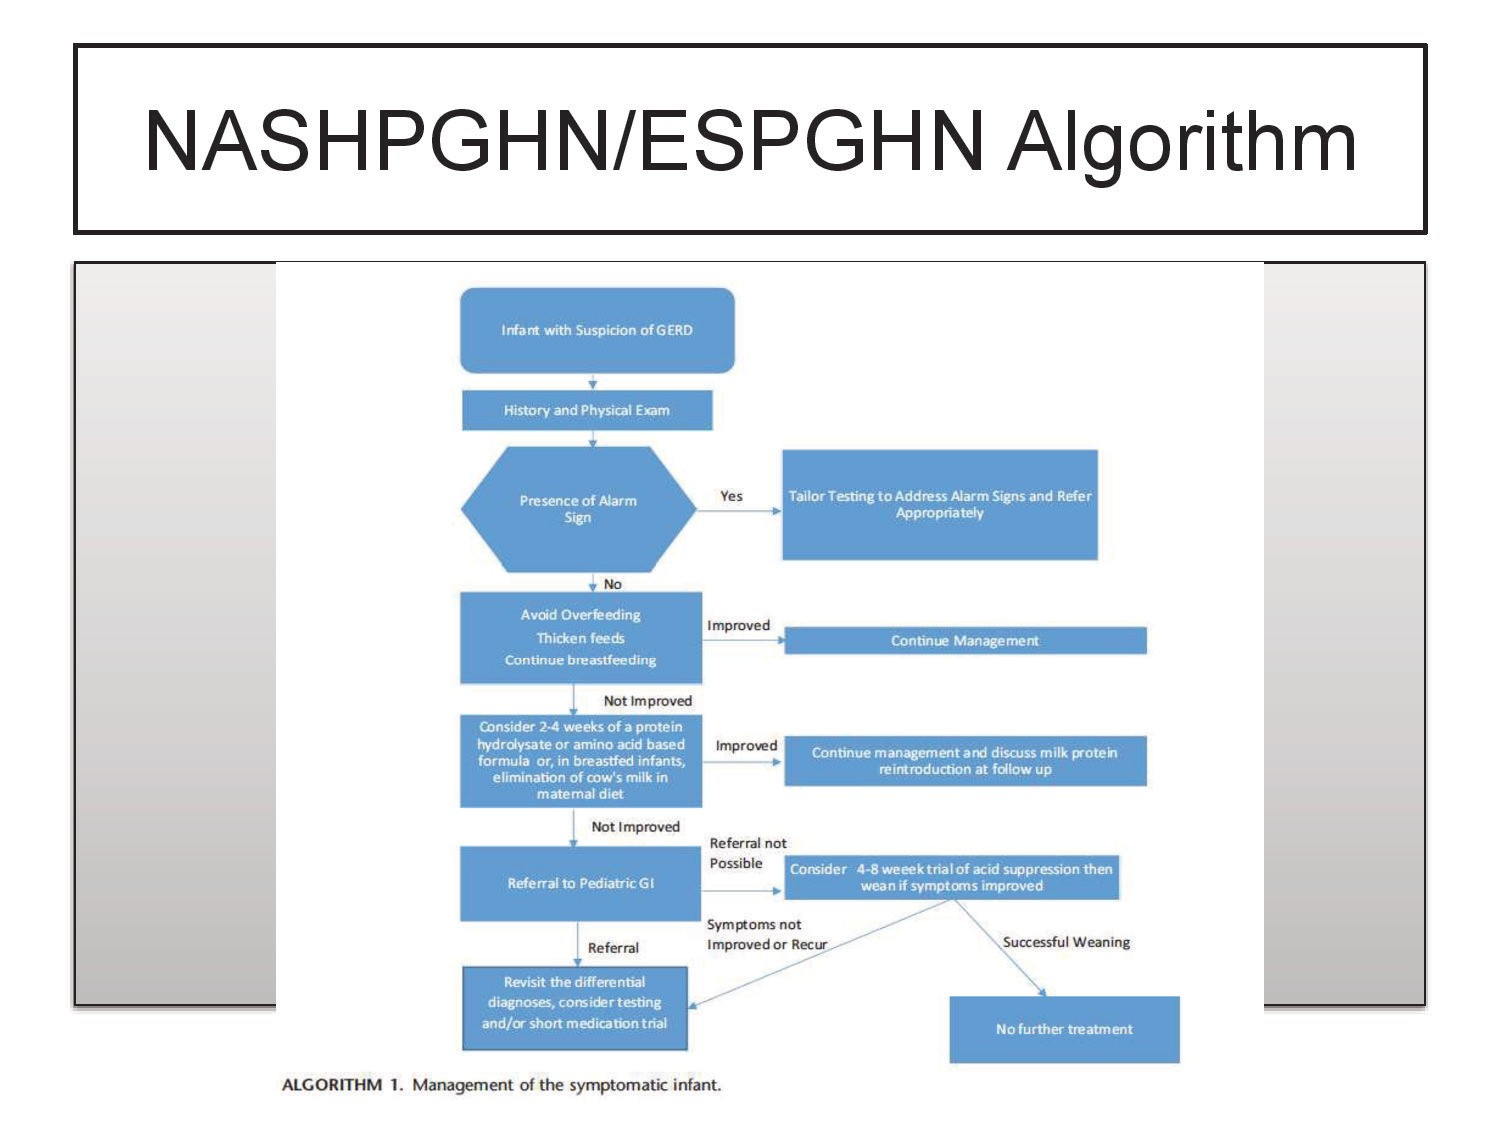 NASHPGHN/ESPGHN Algorithm
Infant with Suspicion of GERD
History and Physical Exam
Presence of Alarm
Sign
Yes
Tailor Testing to Address Alarm Signs and Refer
Appropriately
No
Avoid Overfeeding
Thicken feeds
Continue breastfeeding
Improved
Continue Management
Not Improved
Consider 2-4 weeks of a protein
hydrolysate or amino acid based
formula or, in breastfed infants,
elimination of cow's milk in
maternal diet
Improved
Continue management and discuss milk protein
reintroduction at follow up
Not Improved
Referral to Pediatric GI
Referral not
Possible
Consider 4-8 weeek trial of acid suppression then
wean if symptoms improved
Symptoms not
Improved or Recur
Successful Weaning
Referral
Revisit the differential
diagnoses, consider testing
and/or short medication trial
No further treatment
ALGORITHM 1. Management of the symptomatic infant.